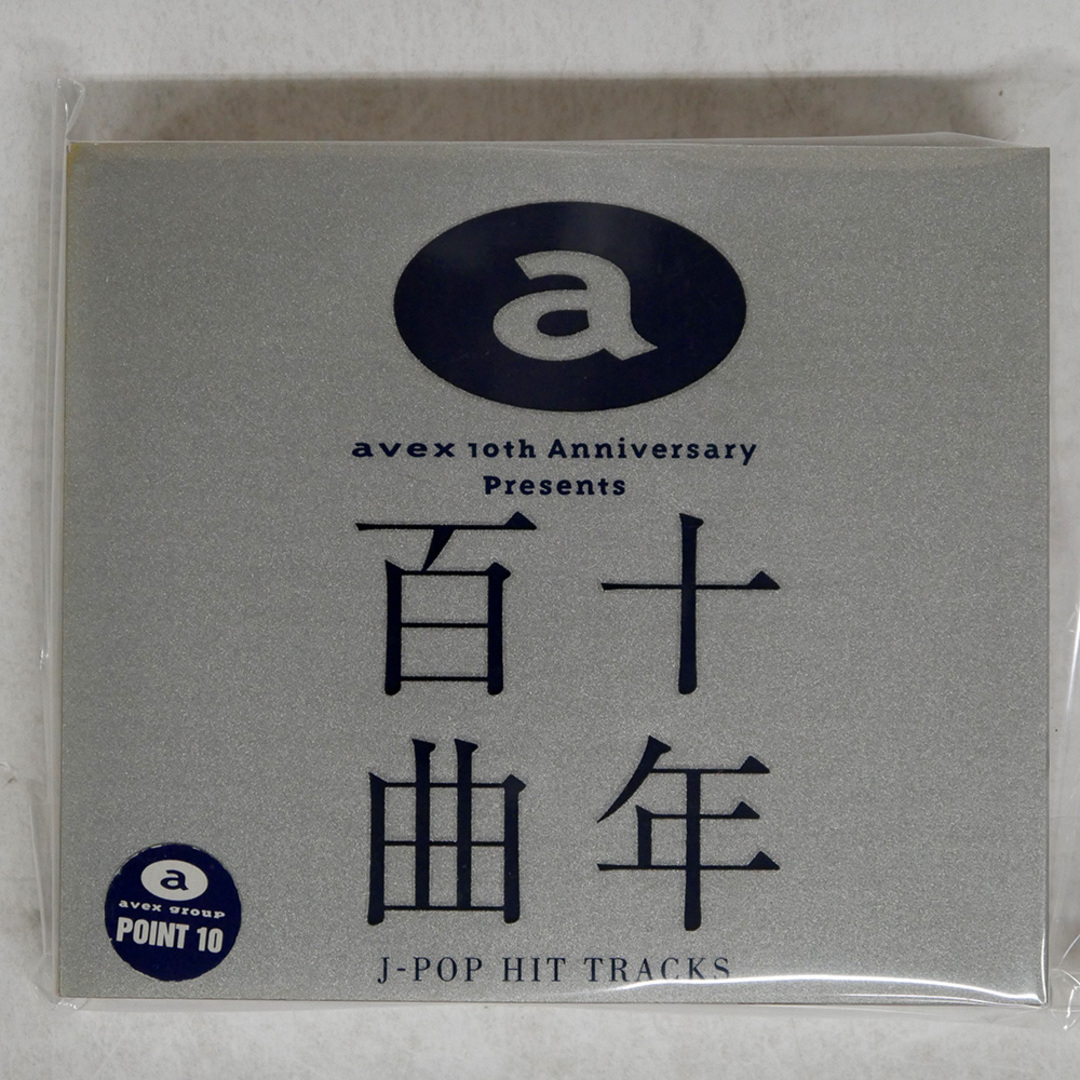 a
avex 10th Anniversary
Presents
十年
百曲
J-POP HIT TRACKS
a
avex group
POINT 10